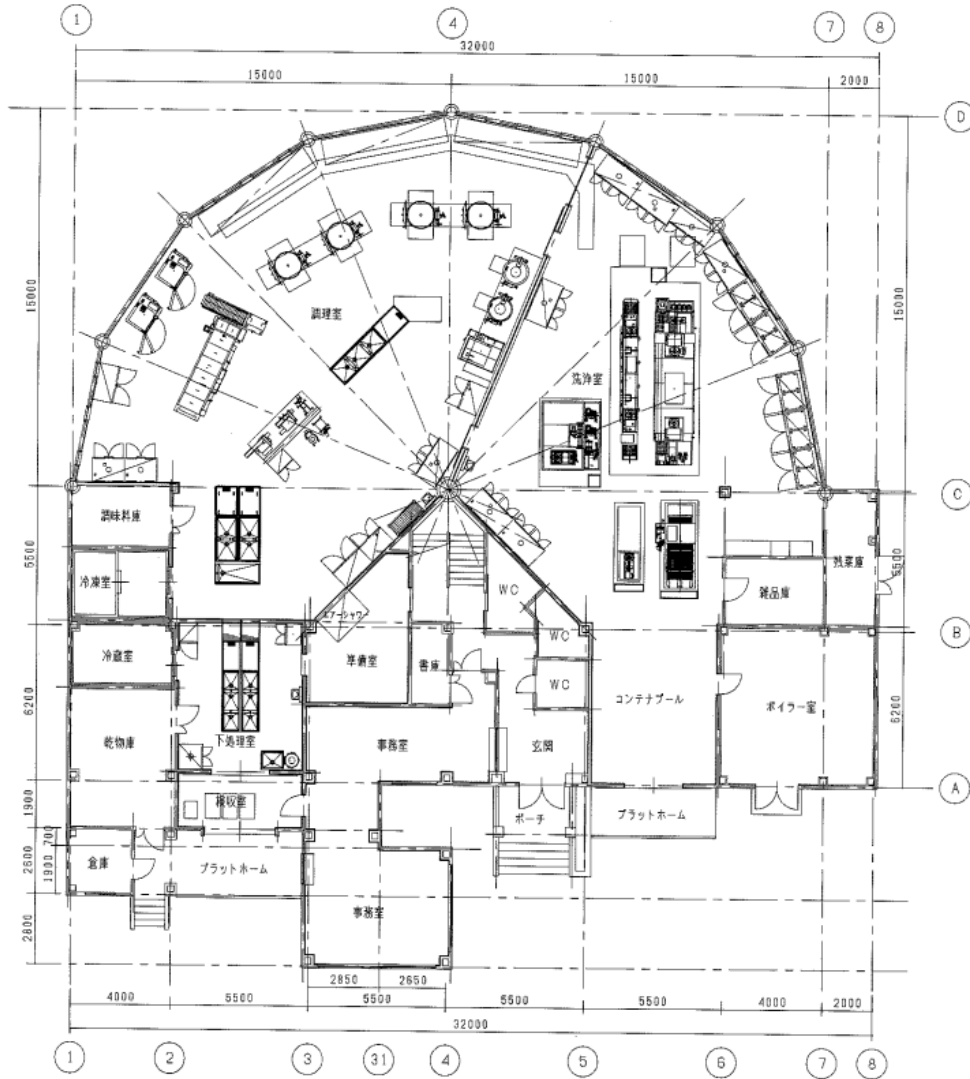 1
4
7
8
32000
15000
15000
2000
D
15000
15000
調理室
洗浄室
C
調味料庫
冷凍室
5500
5500
残菜庫
雑品庫
WC
エアーシャワー
B
冷蔵室
準備室
書庫
WC
WC
コンテナプール
ボイラー室
6200
6200
乾物庫
下処理室
事務室
玄関
A
1900
検収室
ポーチ
プラットホーム
700
2600
1900
倉庫
プラットホーム
2800
事務室
2850
2650
4000
5500
5500
5500
5500
4000
2000
32000
1
2
3
31
4
5
6
7
8